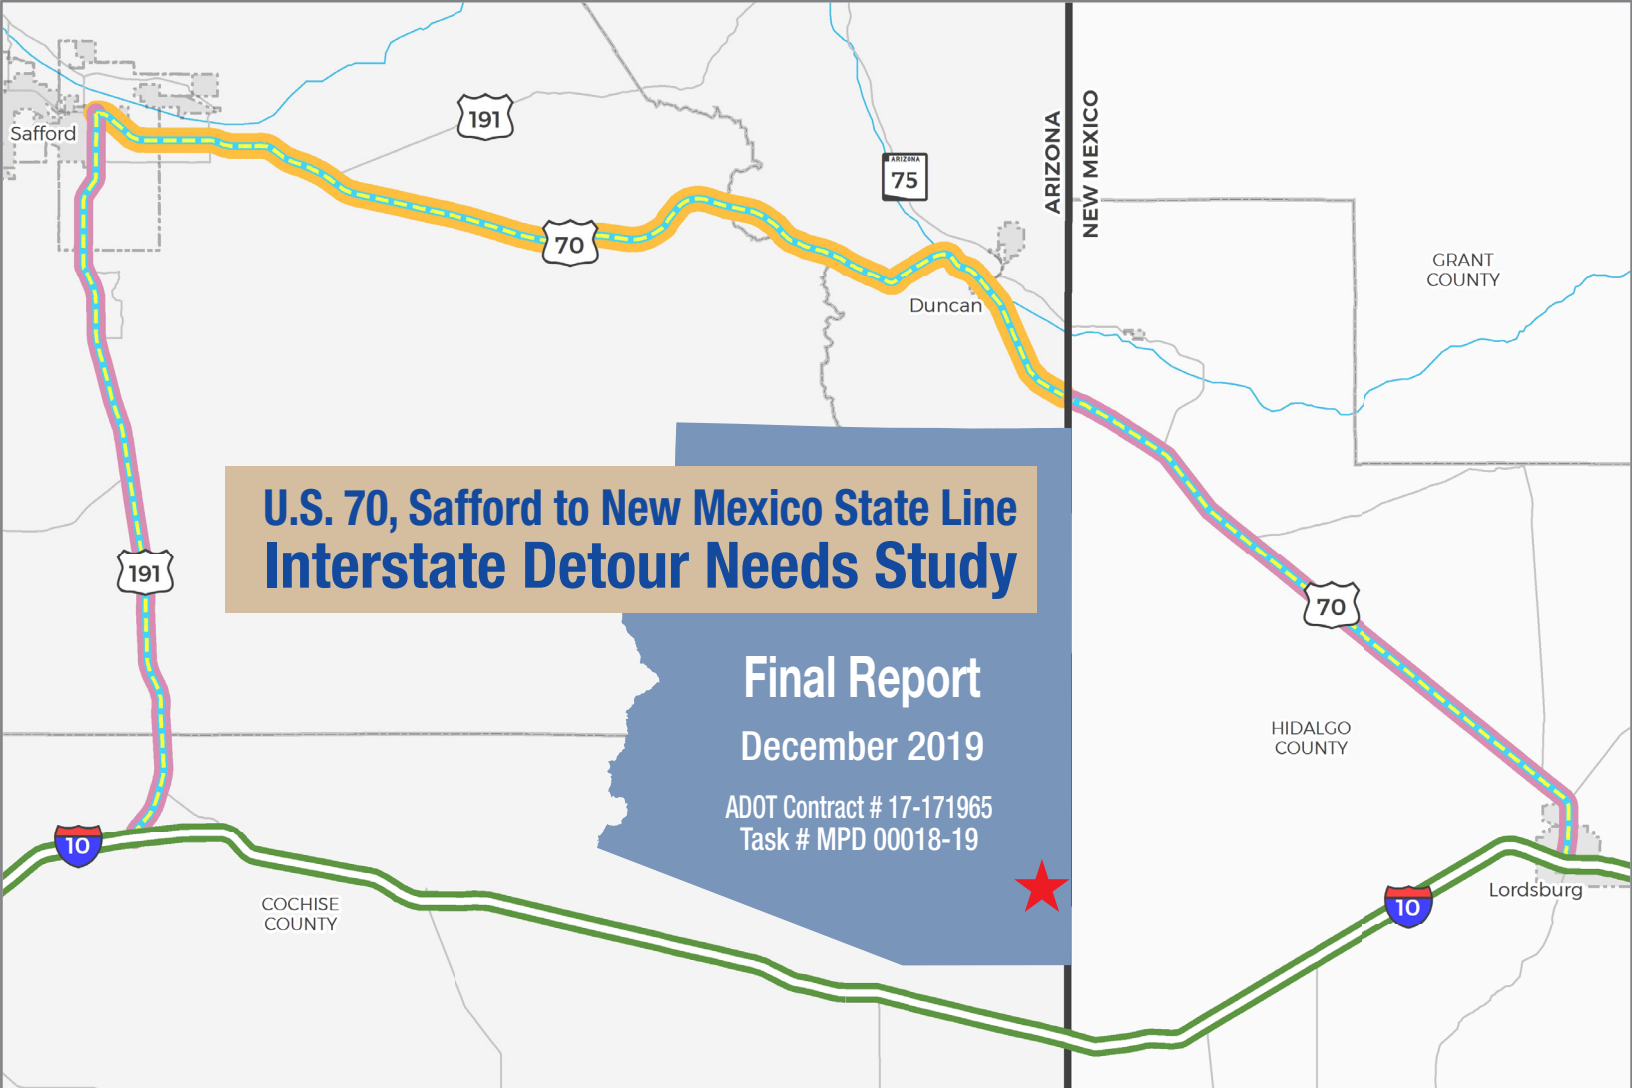 Safford
191
ARIZONA
75
ARIZONA
NEW MEXICO
70
GRANT
COUNTY
Duncan
U.S. 70, Safford to New Mexico State Line
Interstate Detour Needs Study
191
70
Final Report
December 2019
ADOT Contract # 17-171965
Task # MPD 00018-19
HIDALGO
COUNTY
10
COCHISE
COUNTY
10
Lordsburg